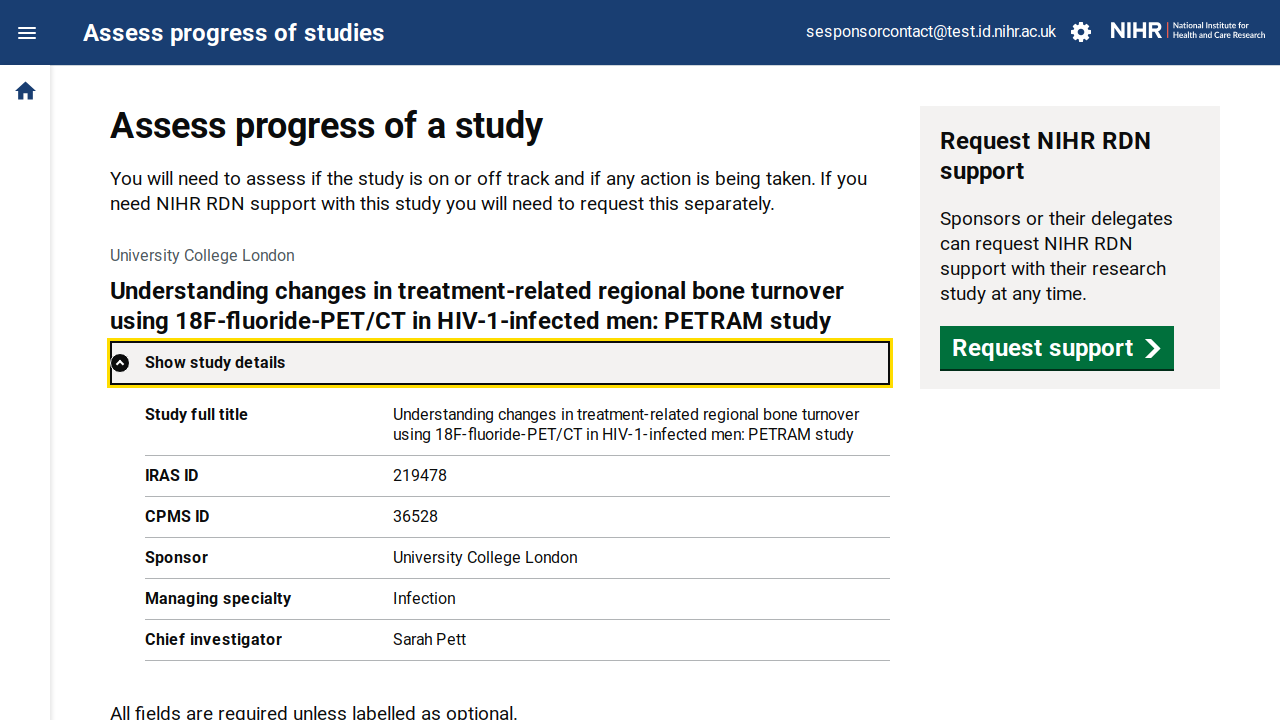 Assess progress of studies
sesponsorcontact@test.id.nihr.ac.uk
NIHR | National Institute for
Health and Care Research
Assess progress of a study
You will need to assess if the study is on or off track and if any action is being taken. If you
need NIHR RDN support with this study you will need to request this separately.
University College London
Understanding changes in treatment-related regional bone turnover
using 18F-fluoride-PET/CT in HIV-1-infected men: PETRAM study
Show study details
Study full title Understanding changes in treatment-related regional bone turnover
using 18F-fluoride-PET/CT in HIV-1-infected men: PETRAM study
IRAS ID 219478
CPMS ID 36528
Sponsor University College London
Managing specialty Infection
Chief investigator Sarah Pett
All fields are required unless labelled as optional.
Request NIHR RDN
support
Sponsors or their delegates
can request NIHR RDN
support with their research
study at any time.
Request support